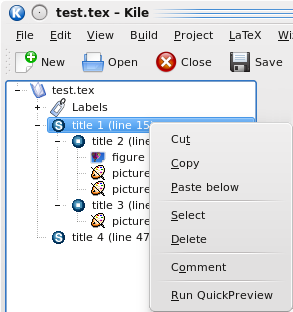 test.tex – Kile
File Edit View Build Project LaTeX
New Open Close Save
test.tex
Labels
title 1 (line 15
title 2 (line
figure
picture
picture
title 3 (line
picture
title 4 (line 47
Cut
Copy
Paste below
Select
Delete
Comment
Run QuickPreview